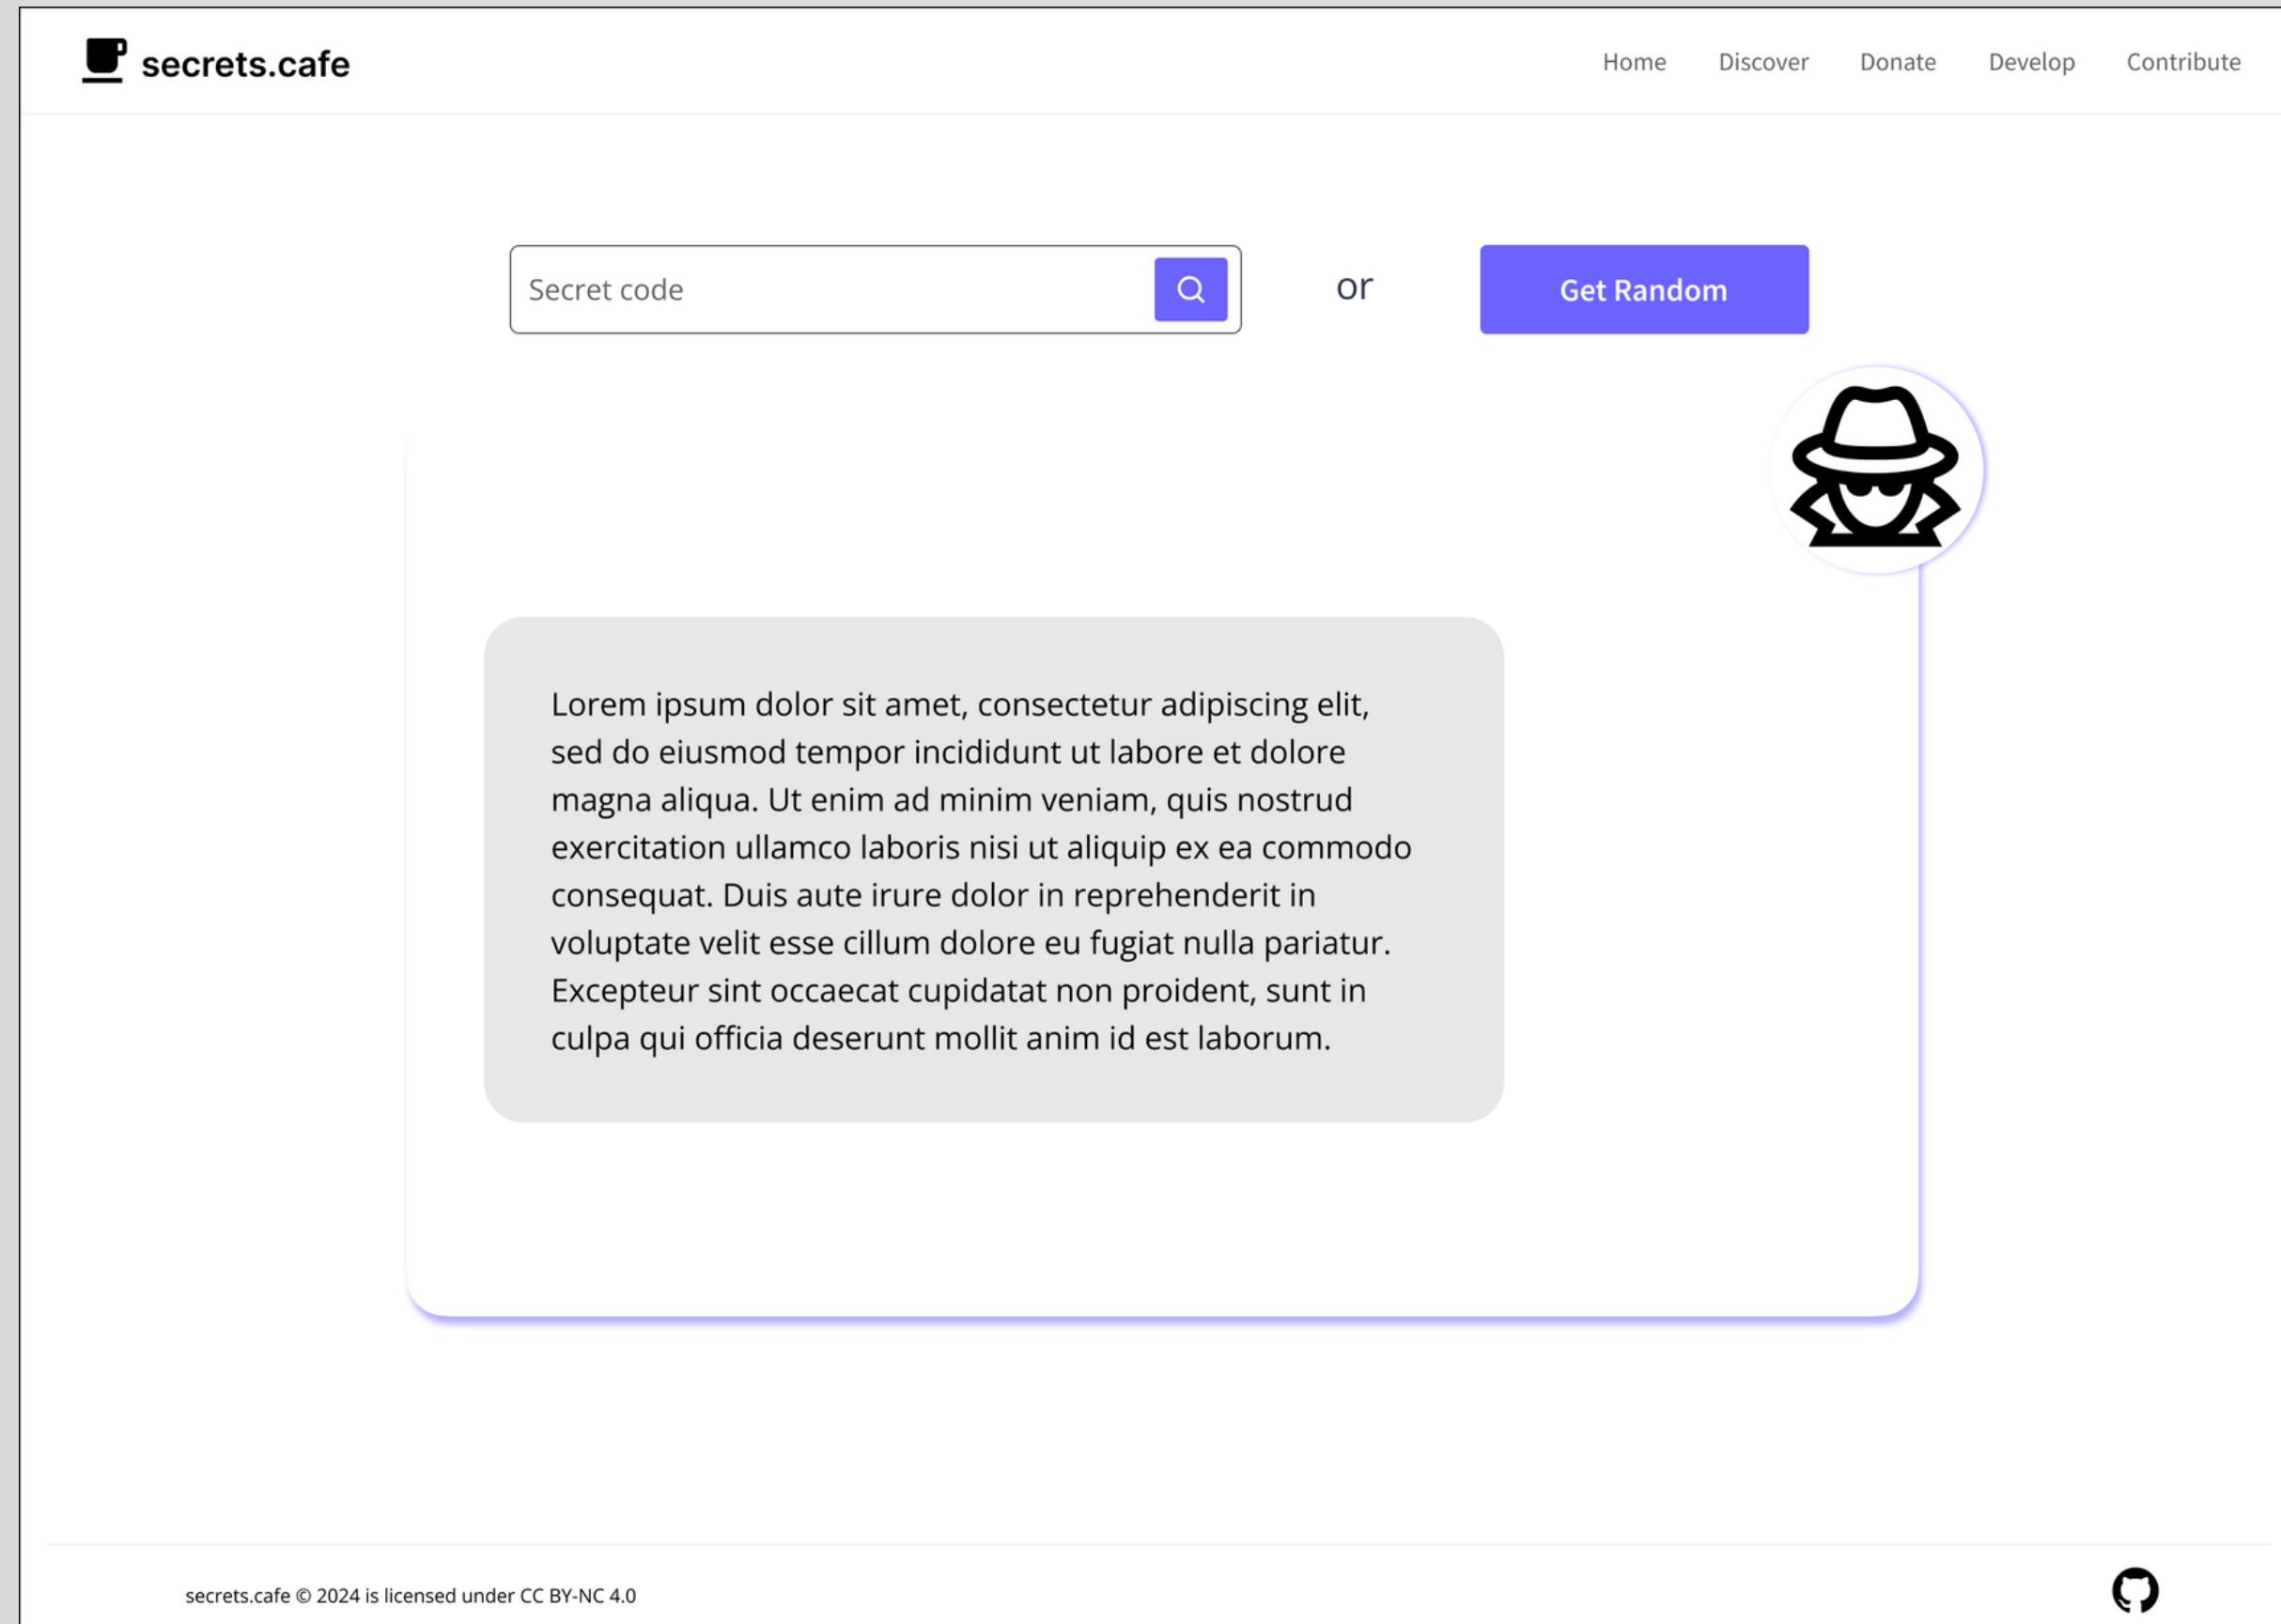 secrets.cafe
Home Discover Donate Develop Contribute
Secret code
or
Get Random
Lorem ipsum dolor sit amet, consectetur adipiscing elit,
sed do eiusmod tempor incididunt ut labore et dolore
magna aliqua. Ut enim ad minim veniam, quis nostrud
exercitation ullamco laboris nisi ut aliquip ex ea commodo
consequat. Duis aute irure dolor in reprehenderit in
voluptate velit esse cillum dolore eu fugiat nulla pariatur.
Excepteur sint occaecat cupidatat non proident, sunt in
culpa qui officia deserunt mollit anim id est laborum.
secrets.cafe © 2024 is licensed under CC BY-NC 4.0